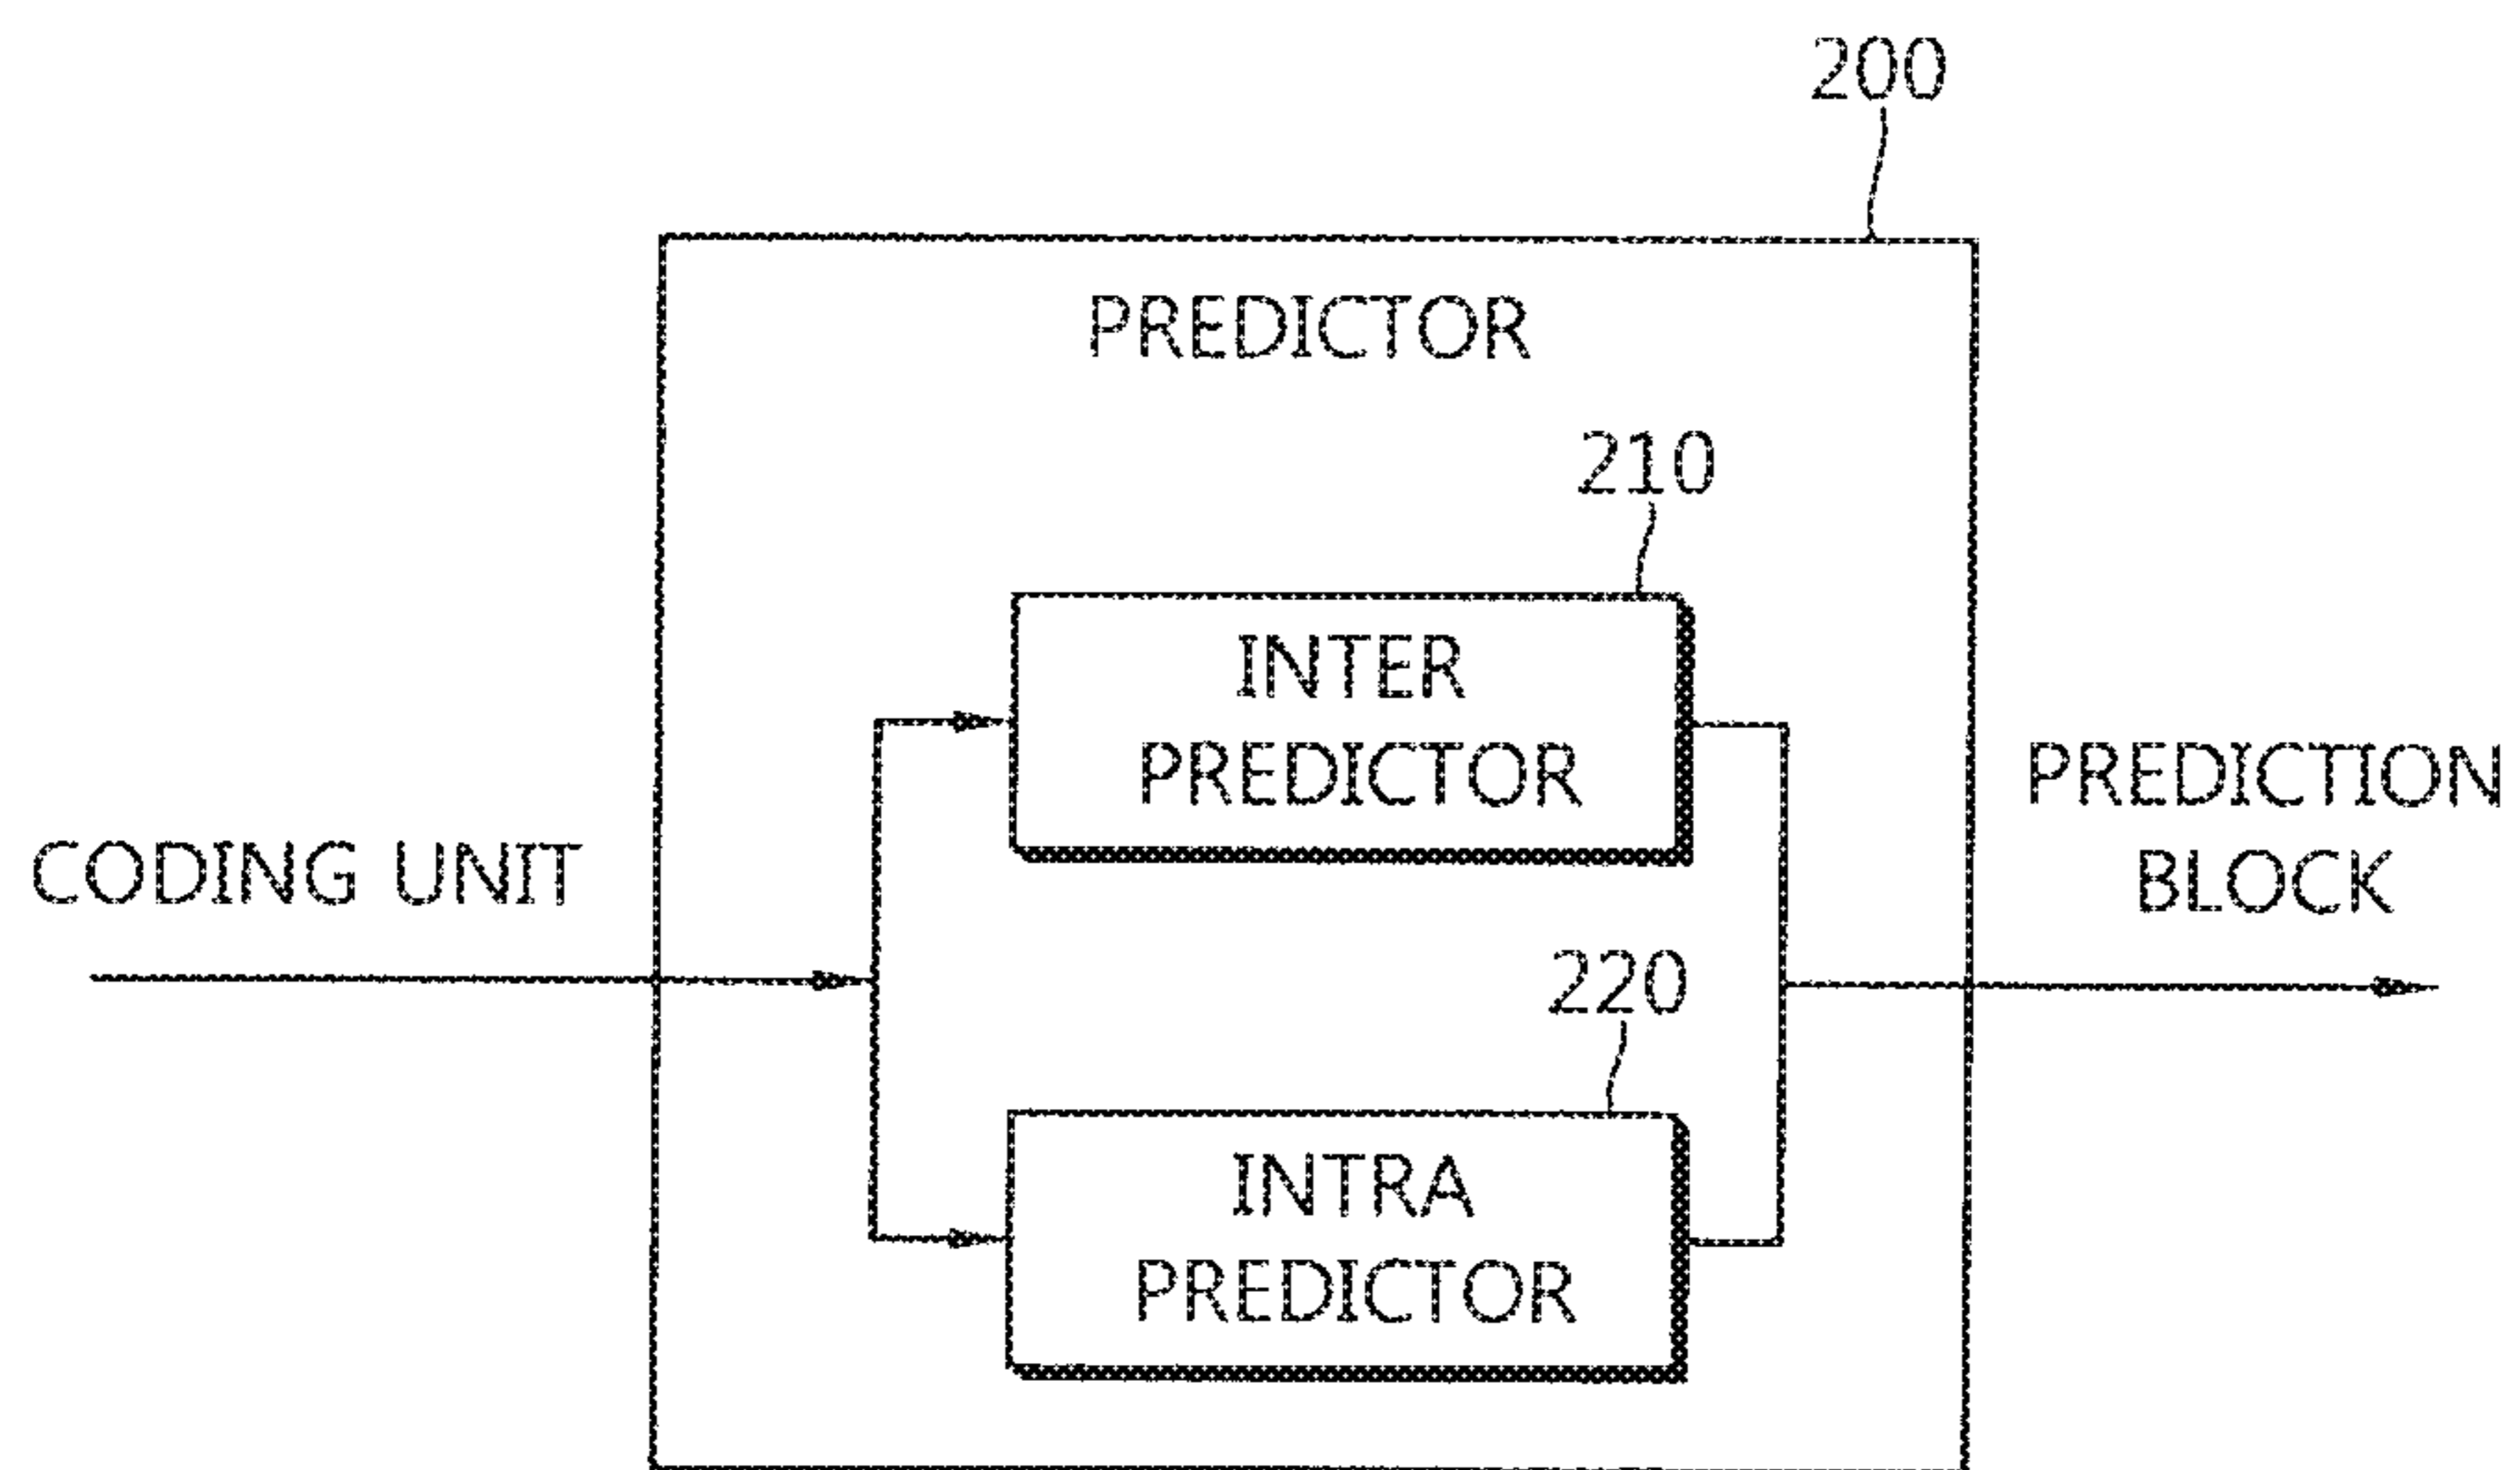 200
PREDICTOR
210
INTER
PREDICTOR
CODING UNIT
PREDICTION
BLOCK
220
INTRA
PREDICTOR